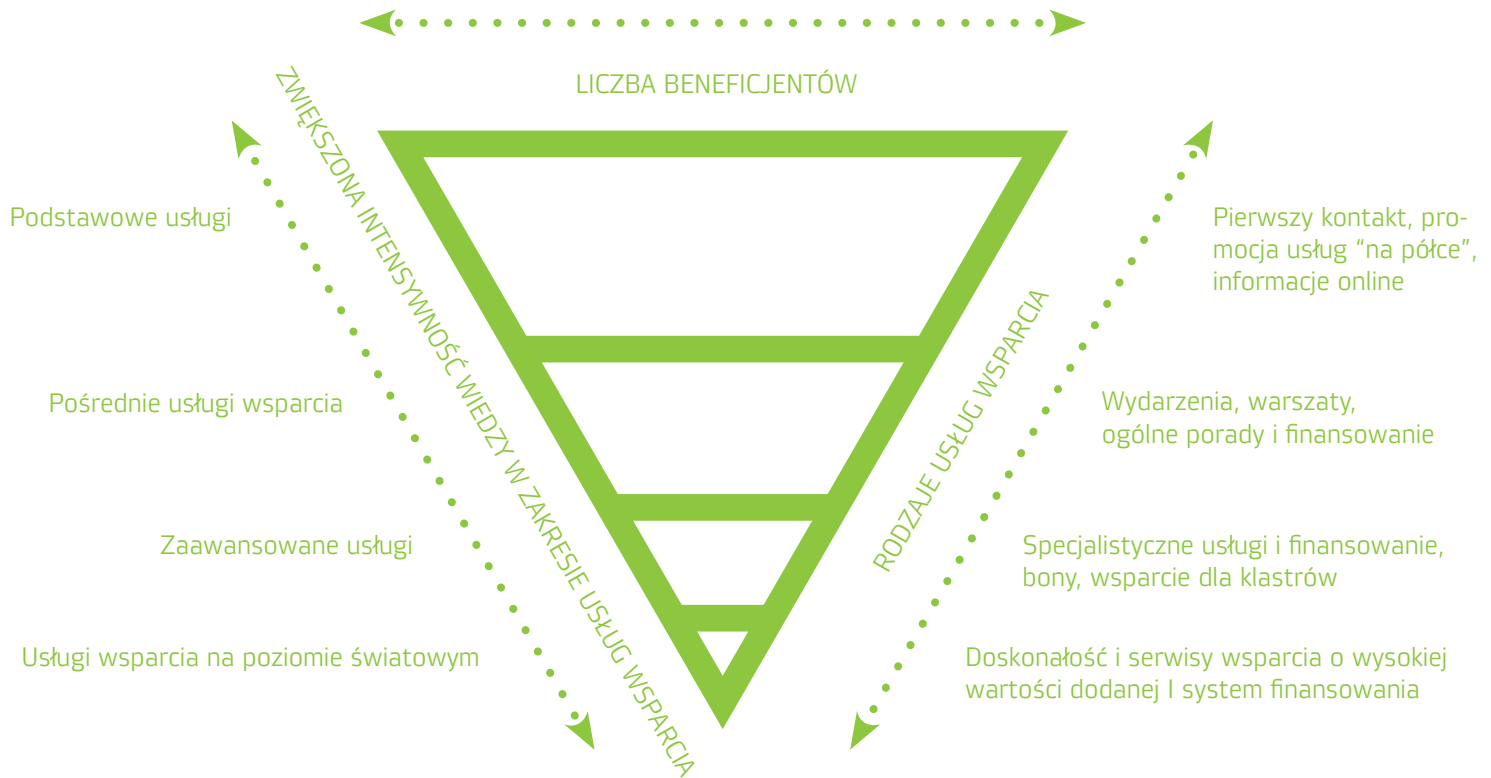 LICZBA BENEFICJENTÓW
ZWIĘKSZONA INTENSYWNOŚĆ WIEDZY W ZAKRESIE USŁUG WSPARCIA
RODZAJE USŁUG WSPARCIA
Podstawowe usługi
Pośrednie usługi wsparcia
Zaawansowane usługi
Usługi wsparcia na poziomie światowym
Pierwszy kontakt, pro-
mocja usług “na półce”,
informacje online
Wydarzenia, warszaty,
ogólne porady i finansowanie
Specjalistyczne usługi i finansowanie,
bony, wsparcie dla klastrów
Doskonałość i serwisy wsparcia o wysokiej
wartości dodanej I system finansowania